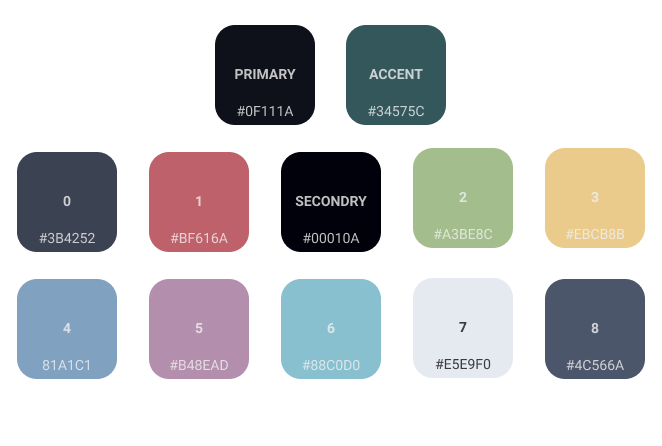 PRIMARY
#0F111A
ACCENT
#34575C
0
#3B4252
1
#BF616A
SECONDRY
#00010A
2
#A3BE8C
3
#EBCB8B
4
81A1C1
5
#B48EAD
6
#88C0D0
7
#E5E9F0
8
#4C566A